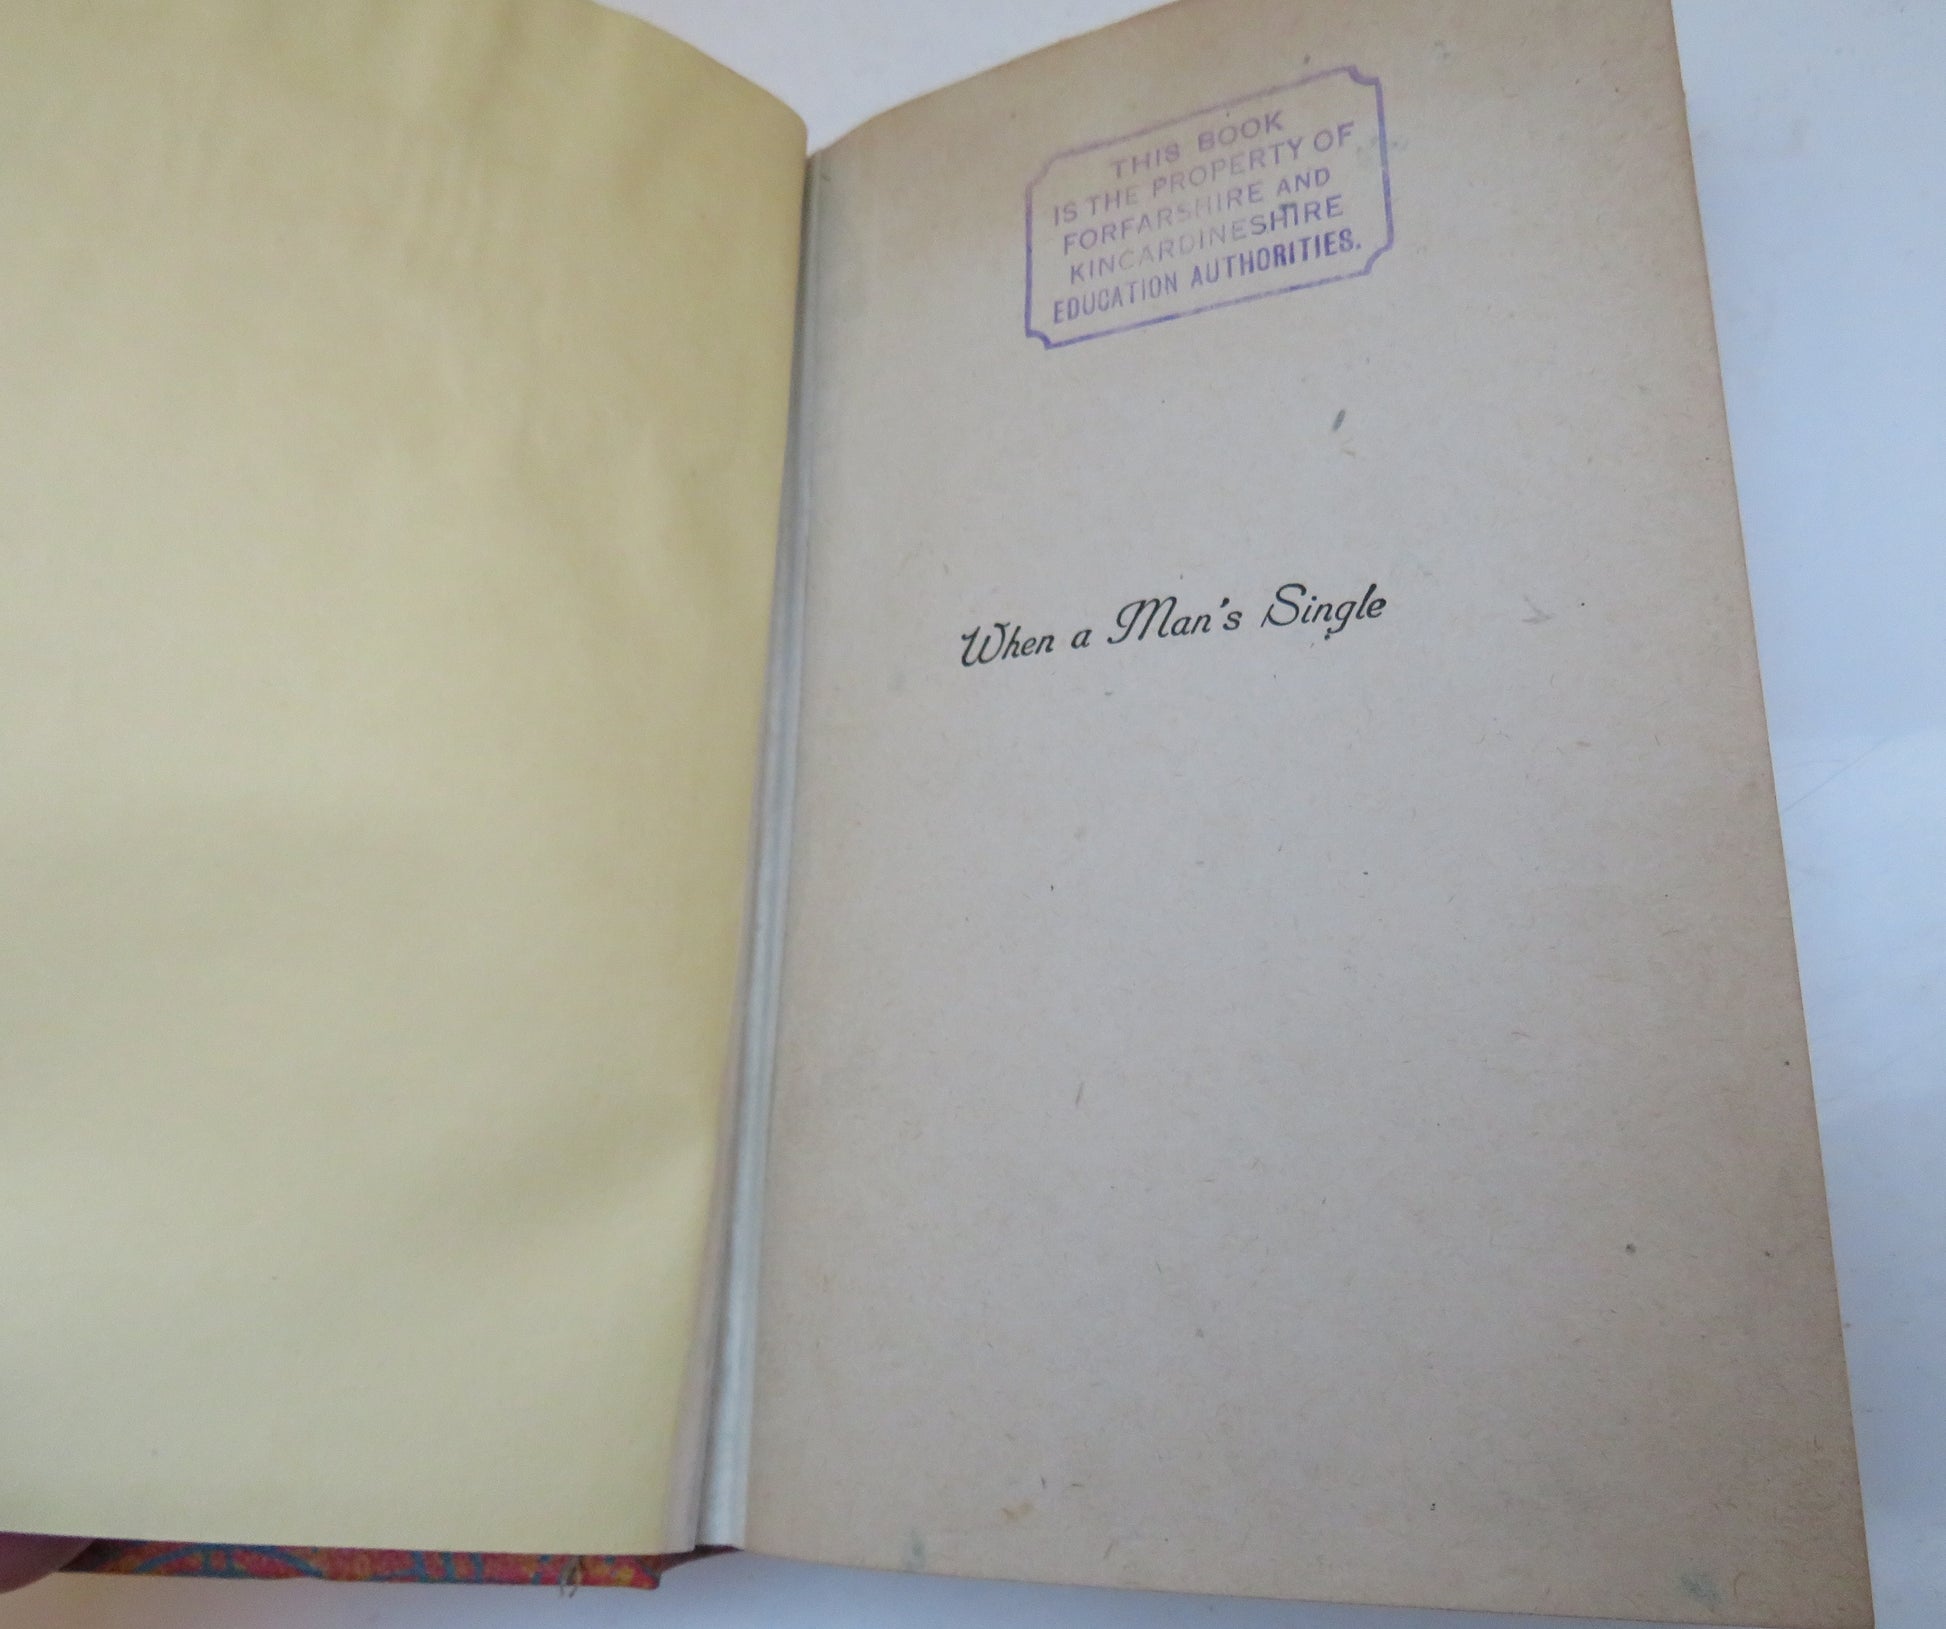 THIS BOOK
IS THE PROPERTY OF
FORFARSHIRE AND
KINCARDINESHIRE
EDUCATION AUTHORITIES.
When a Man's Single